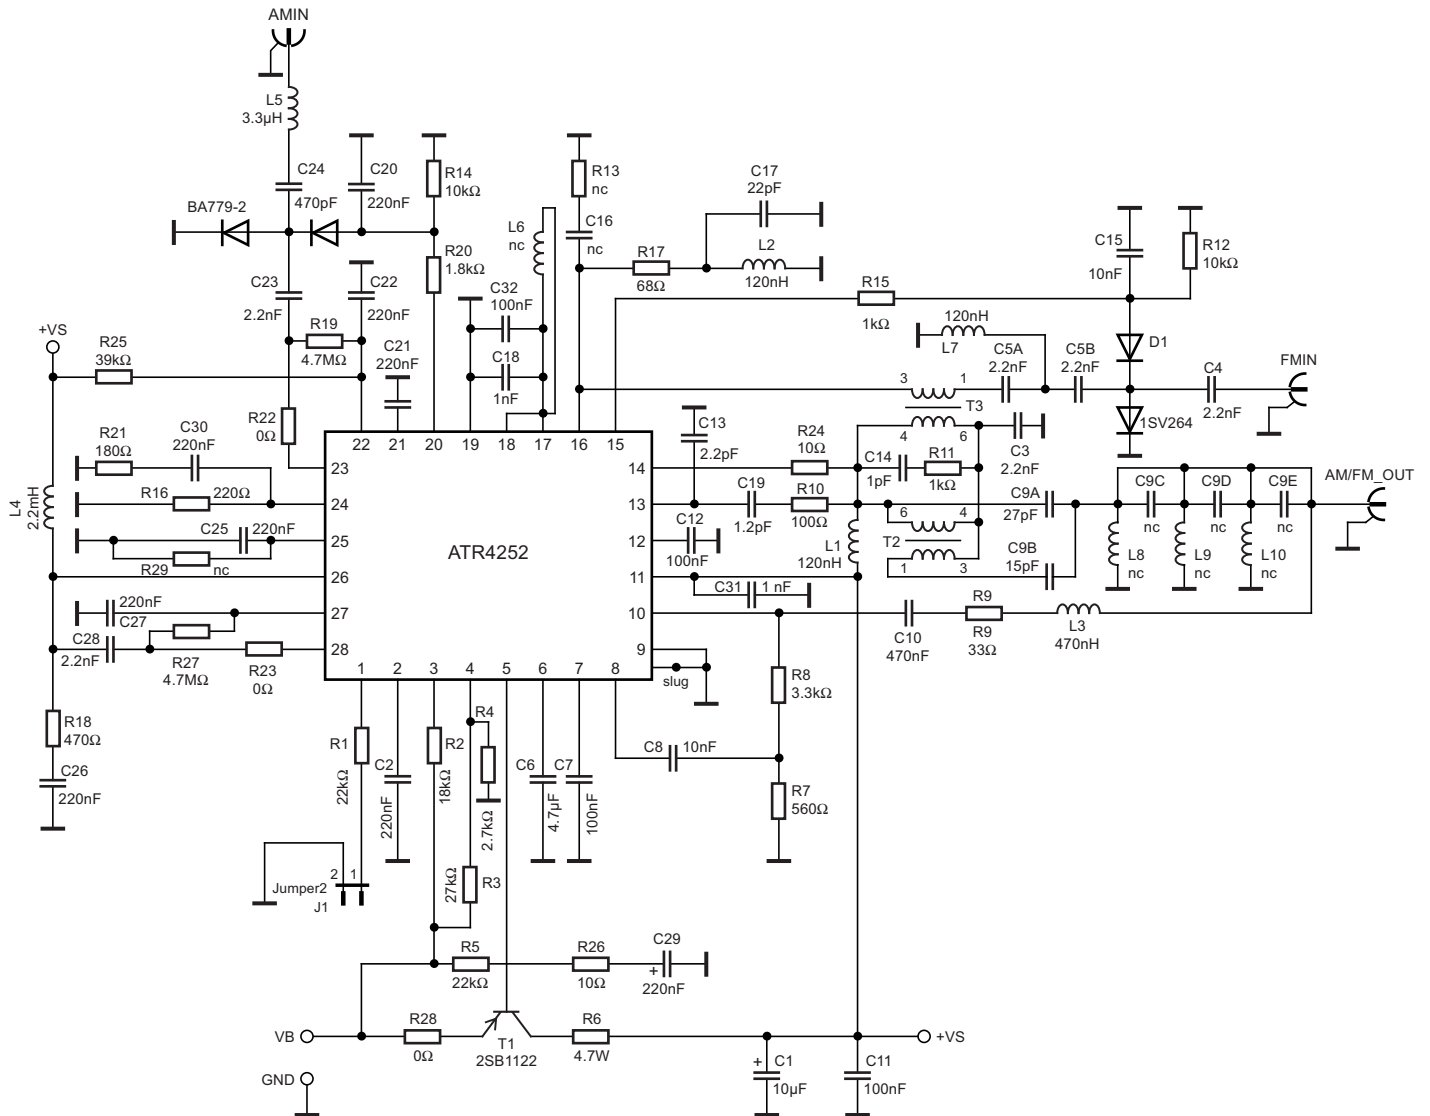 AMIN
L5
3.3µH
C24
470pF
C20
220nF
R14
10kΩ
BA779-2
R20
1.8kΩ
L6
nc
R13
nc
C16
nc
C17
22pF
L2
120nH
R17
68Ω
C15
10nF
R12
10kΩ
C23
2.2nF
C22
220nF
C32
100nF
R15
1kΩ
+VS
R25
39kΩ
R19
4.7MΩ
C21
220nF
C18
1nF
120nH
L7
C5A
2.2nF
C5B
2.2nF
D1
C4
2.2nF
FMIN
3
1
T3
4
6
1SV264
R22
0Ω
R21
180Ω
C30
220nF
22
21
20
19
18
17
16
15
C13
2.2pF
R24
10Ω
C14
1pF
R11
1kΩ
C3
2.2nF
L4
2.2mH
R16
220Ω
23
24
25
26
27
28
14
13
12
11
10
9
C19
1.2pF
R10
100Ω
C9A
27pF
C9C
nc
C9D
nc
C9E
nc
AM/FM_OUT
C25
220nF
R29
nc
ATR4252
C12
100nF
L1
120nH
6
4
T2
1
3
C9B
15pF
L8
nc
L9
nc
L10
nc
C31
1 nF
220nF
C27
C28
2.2nF
R27
4.7MΩ
R23
0Ω
1
2
3
4
5
6
7
8
slug
C10
470nF
R9
R9
33Ω
L3
470nH
R8
3.3kΩ
R18
470Ω
C26
220nF
R1
22kΩ
C2
220nF
R2
18kΩ
R4
2.7kΩ
C6
4.7µF
C7
100nF
C8
10nF
R7
560Ω
2
1
Jumper2
J1
27kΩ
R3
R5
22kΩ
R26
10Ω
C29
+
220nF
VB
R28
0Ω
T1
2SB1122
R6
4.7W
+VS
GND
+
C1
10µF
C11
100nF